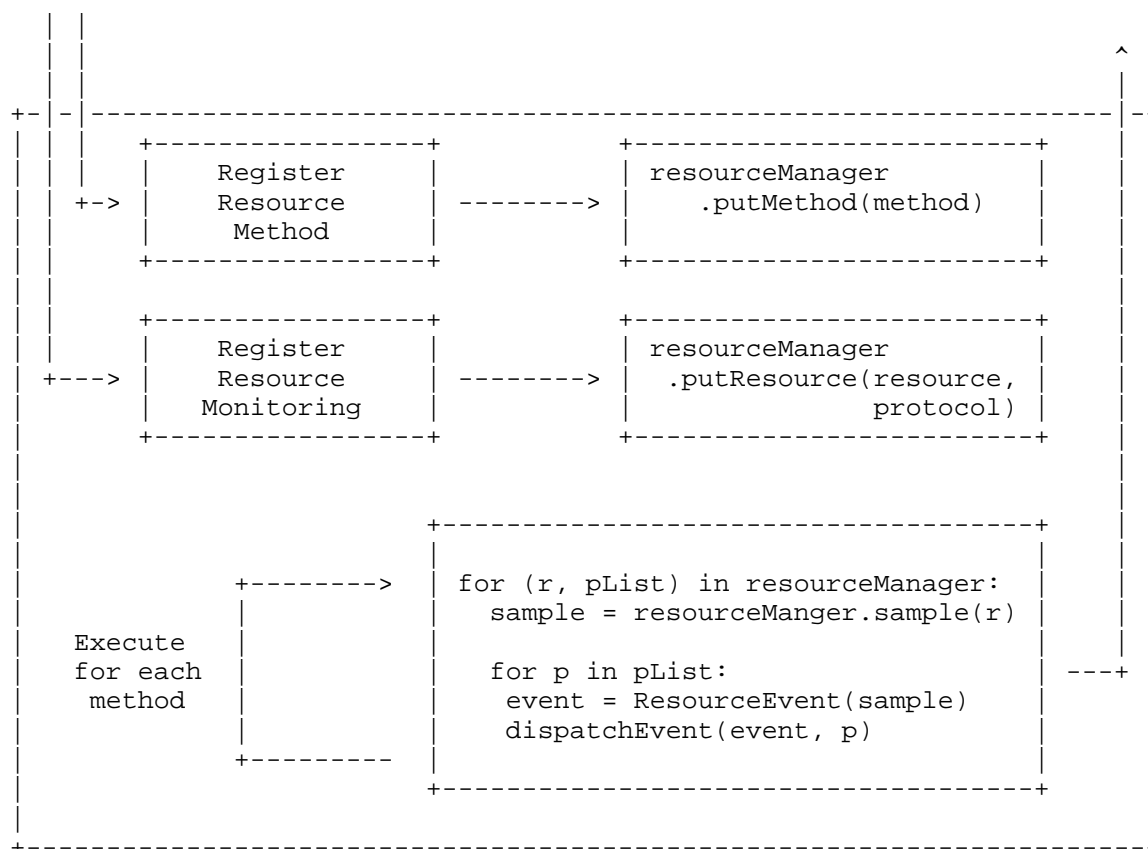 Register
Resource
Method
resourceManager
.putMethod(method)
Register
Resource
Monitoring
resourceManager
.putResource(resource,
protocol)
for (r, pList) in resourceManager:
sample = resourceManger.sample(r)
Execute
for each
method
for p in pList:
event = ResourceEvent(sample)
dispatchEvent(event, p)